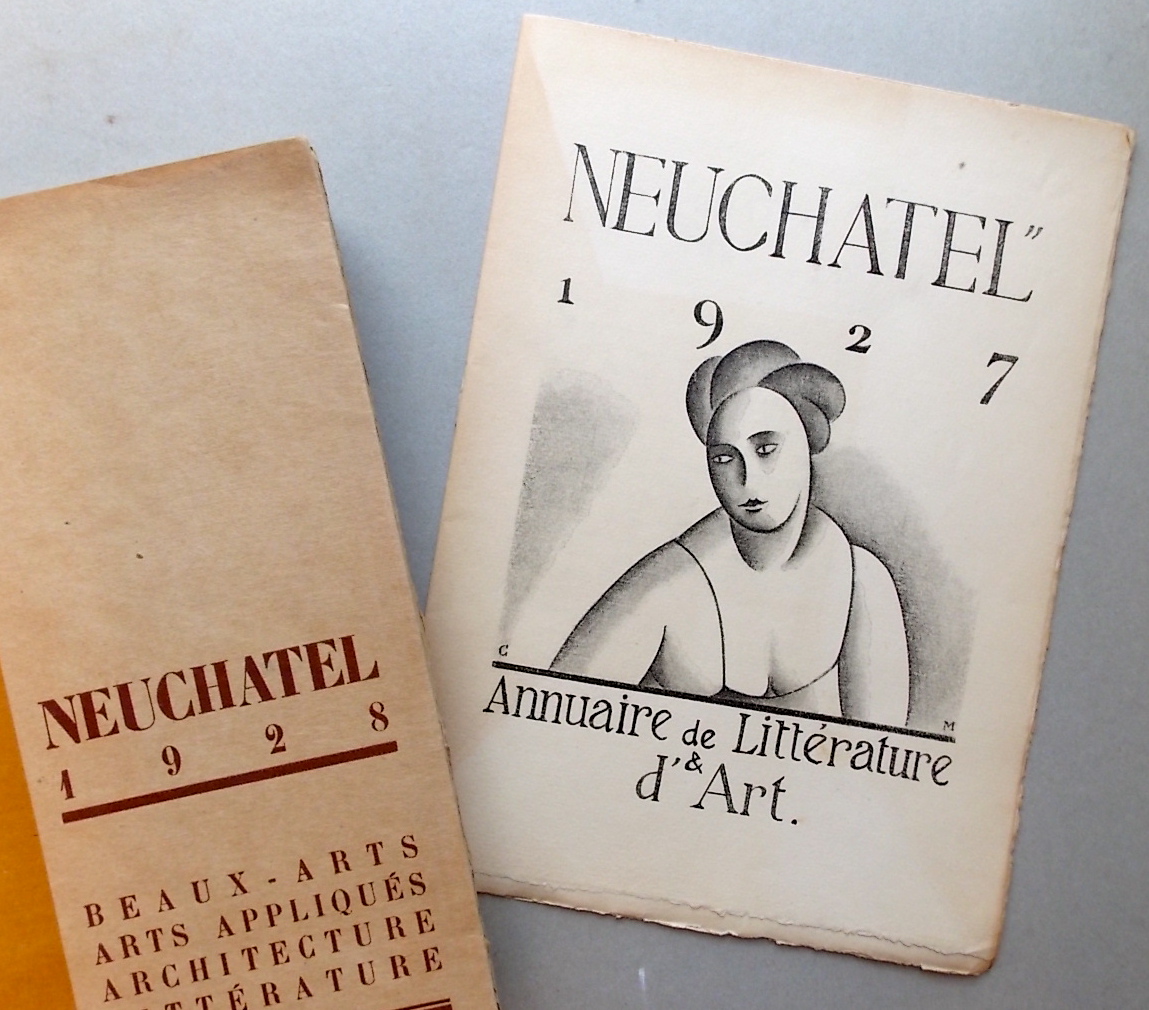 NEUCHATEL
1 9 2 8
BEAUX-ARTS
ARTS APPLIQUÉS
ARCHITECTURE
LITTÉRATURE
NEUCHATEL"
1 9 2 7
C M
Annuaire de Littérature
& d'Art.